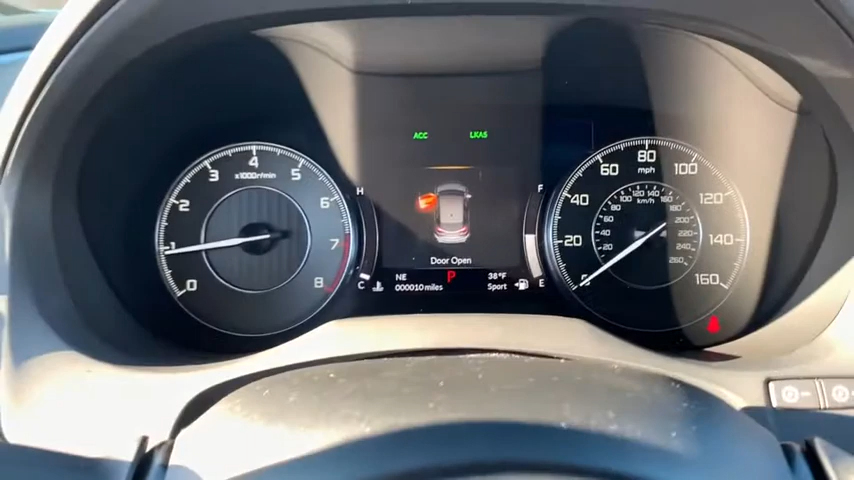 ACC LKAS
0 1 2 3 4 5 6 7 8
x1000r/min
H
C
F
E
Door Open
NE P 38°F
000010 miles Sport
20 40 60 80 100 120 140 160
mph
km/h
60 80 100 120 140 160 180 200 220 240 260